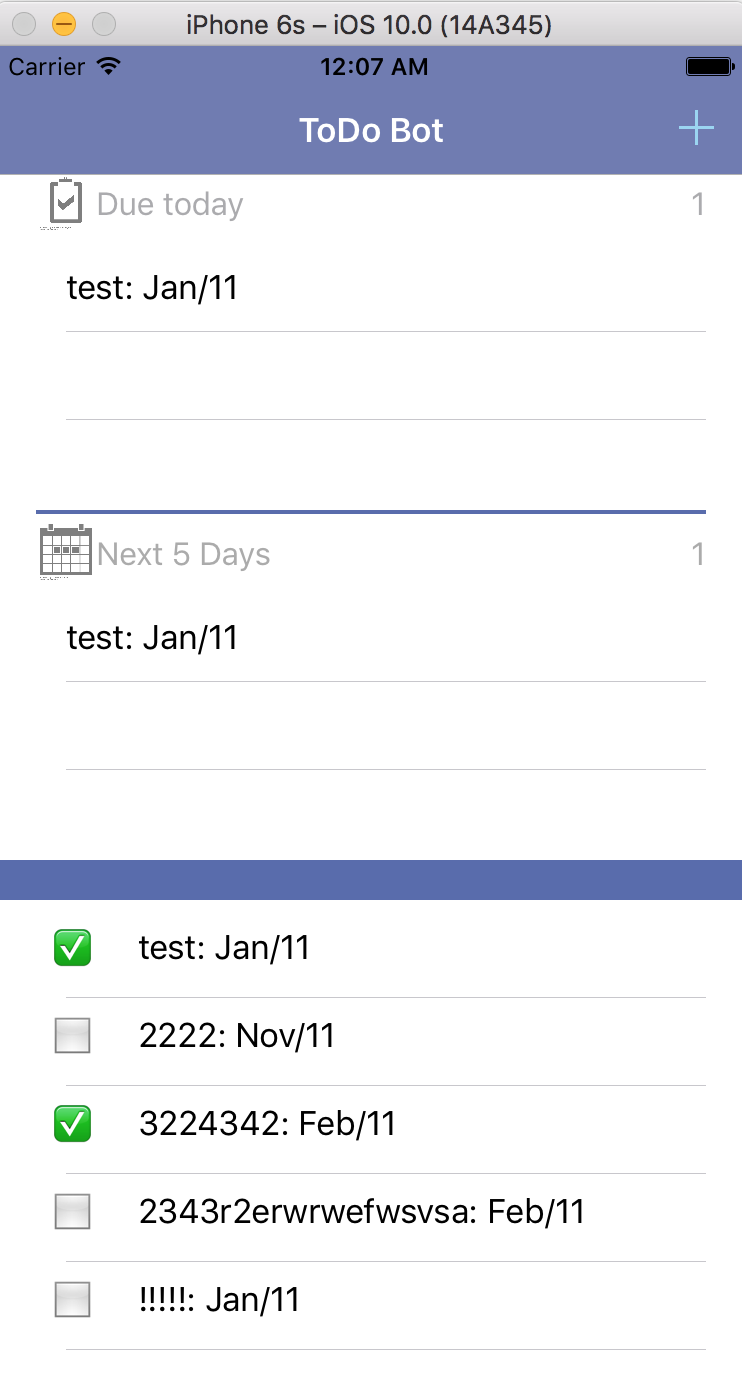 iPhone 6s – iOS 10.0 (14A345)
Carrier 12:07 AM
ToDo Bot
Due today 1
test: Jan/11
Next 5 Days 1
test: Jan/11
test: Jan/11
2222: Nov/11
3224342: Feb/11
2343r2erwrwefwsvsa: Feb/11
!!!!!: Jan/11